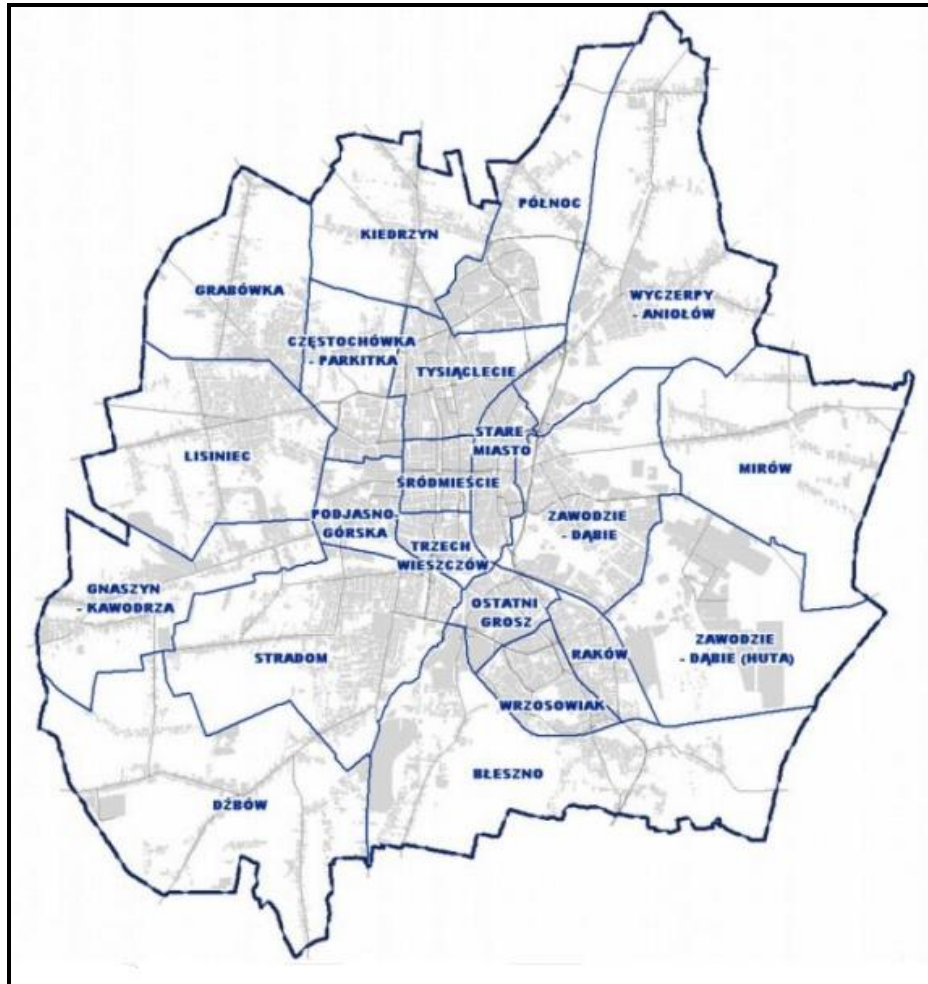 PÓŁNOC
KIEDRZYN
GRABÓWKA
WYCZERPY
- ANIOŁÓW
CZĘSTOCHÓWKA
- PARKITKA
TYSIĄCLECIE
STARE
MIASTO
LISINIEC
MIRÓW
ŚRÓDMIEŚCIE
PODJASNO-
GÓRSKA
ZAWODZIE
- DĄBIE
TRZECH
WIESZCZÓW
GNASZYN
- KAWODRZA
OSTATNI
GROSZ
STRADOM
RAKÓW
ZAWODZIE
- DĄBIE (HUTA)
WRZOSOWIAK
BŁESZNO
DŹBÓW